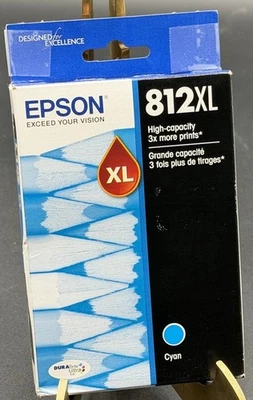 DESIGNED for
EXCELLENCE
EPSON®
EXCEED YOUR VISION
812XL
High-capacity
3x more prints*
Grande capacité
3 fois plus de tirages*
XL
Cyan
DURA